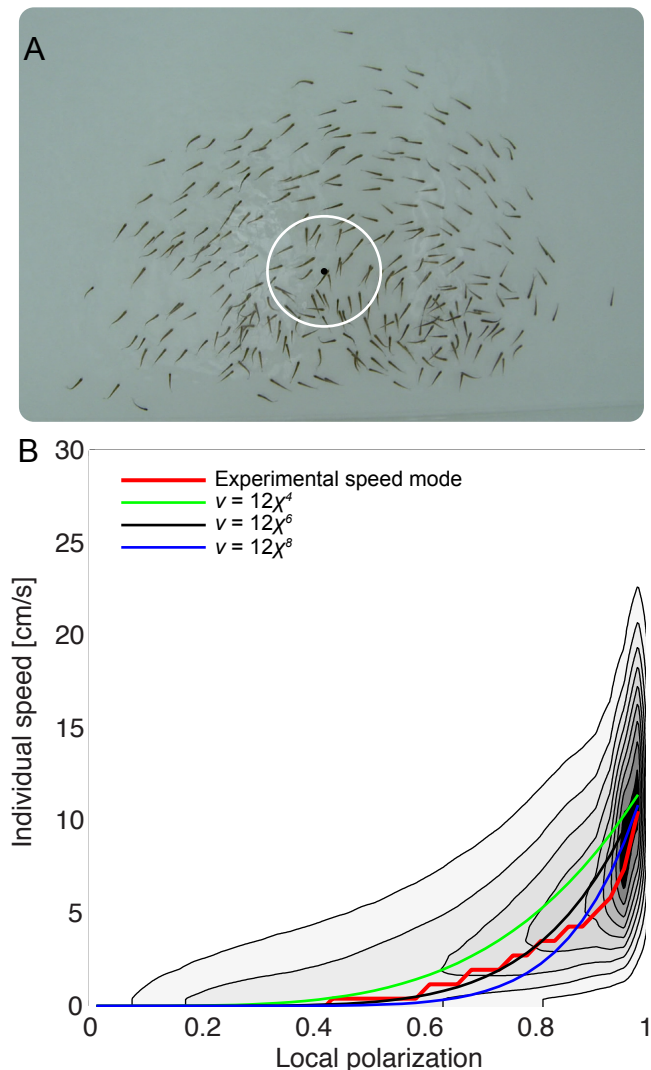 A
B
30
Experimental speed mode
v = 12χ⁴
v = 12χ⁶
v = 12χ⁸
25
20
15
10
5
0
Individual speed [cm/s]
0 0.2 0.4 0.6 0.8 1
Local polarization